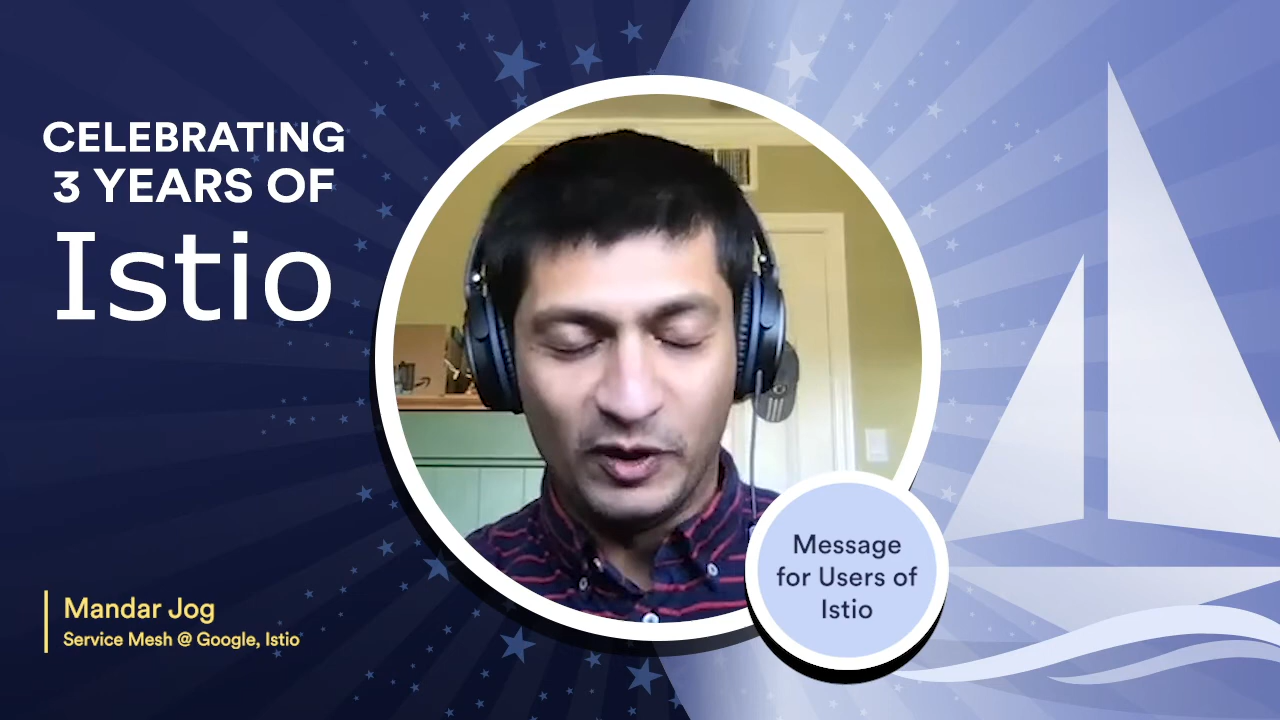 CELEBRATING
3 YEARS OF
Istio
Message
for Users of
Istio
Mandar Jog
Service Mesh @ Google, Istio